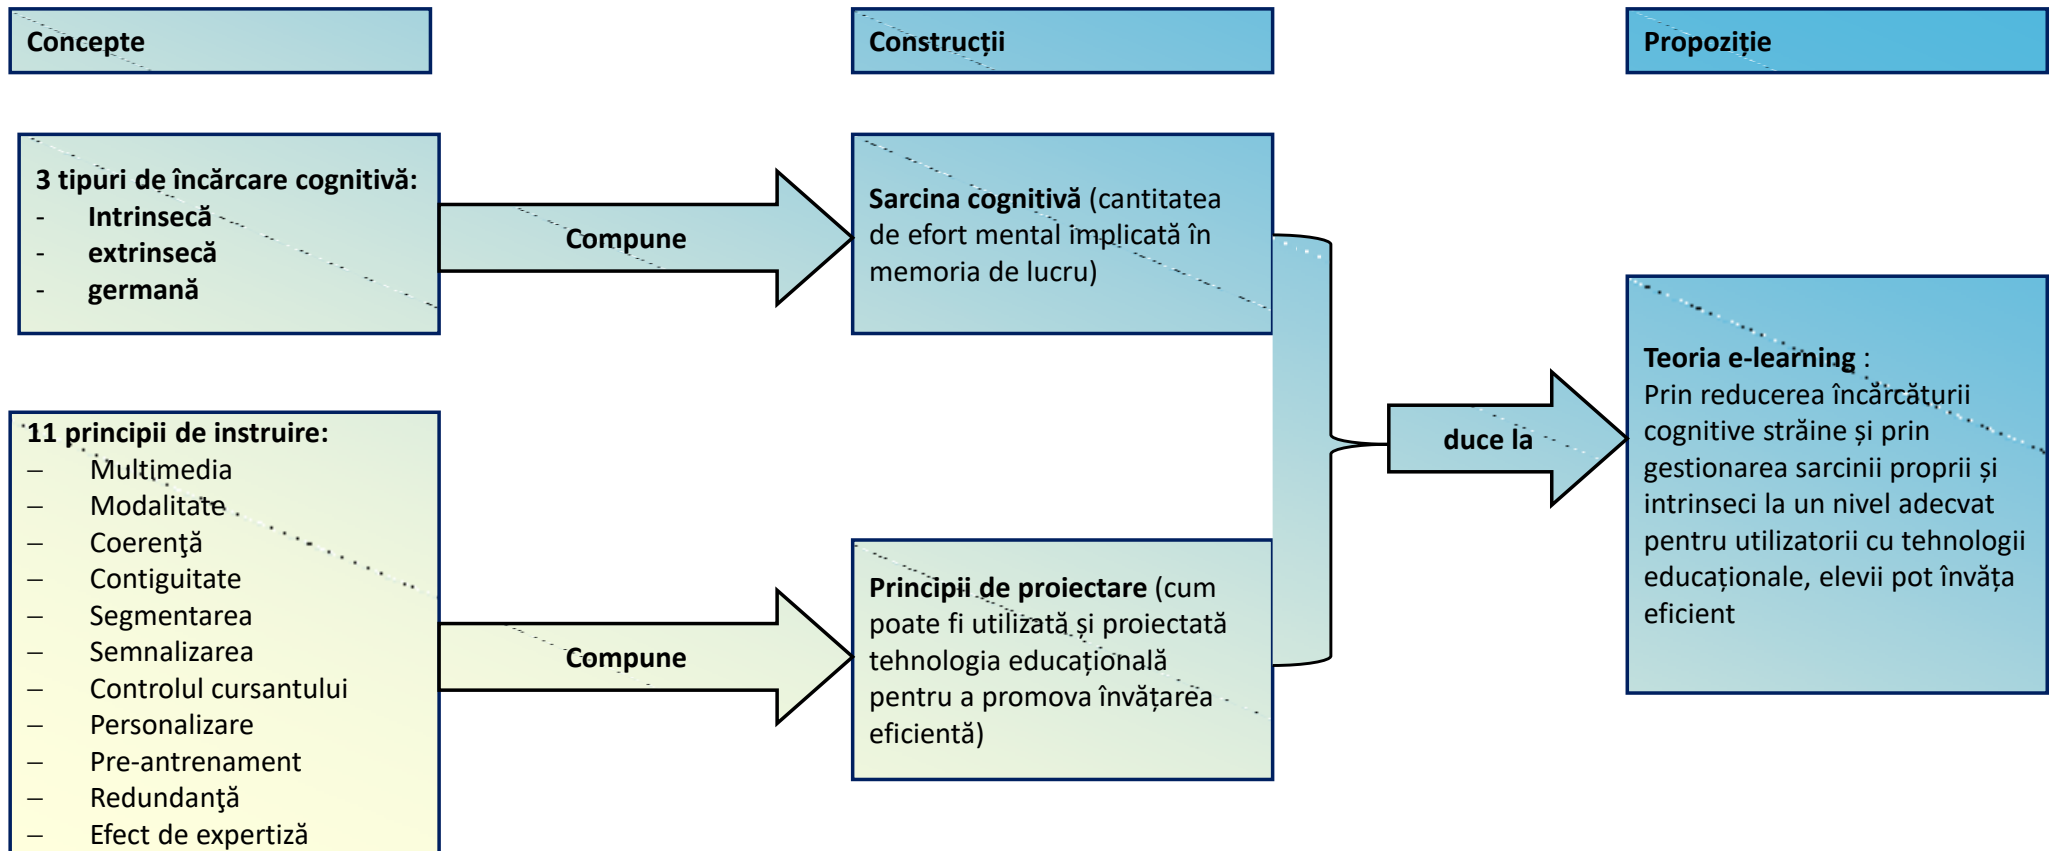 Concepte
Construcții
Propoziție
3 tipuri de încărcare cognitivă:
- Intrinsecă
- extrinsecă
- germană
Compune
Sarcina cognitivă (cantitatea
de efort mental implicată în
memoria de lucru)
11 principii de instruire:
– Multimedia
– Modalitate
– Coerenţă
– Contiguitate
– Segmentarea
– Semnalizarea
– Controlul cursantului
– Personalizare
– Pre-antrenament
– Redundanţă
– Efect de expertiză
Compune
Principii de proiectare (cum
poate fi utilizată și proiectată
tehnologia educațională
pentru a promova învățarea
eficientă)
duce la
Teoria e-learning :
Prin reducerea încărcăturii
cognitive străine și prin
gestionarea sarcinii proprii și
intrinseci la un nivel adecvat
pentru utilizatorii cu tehnologii
educaționale, elevii pot învăța
eficient